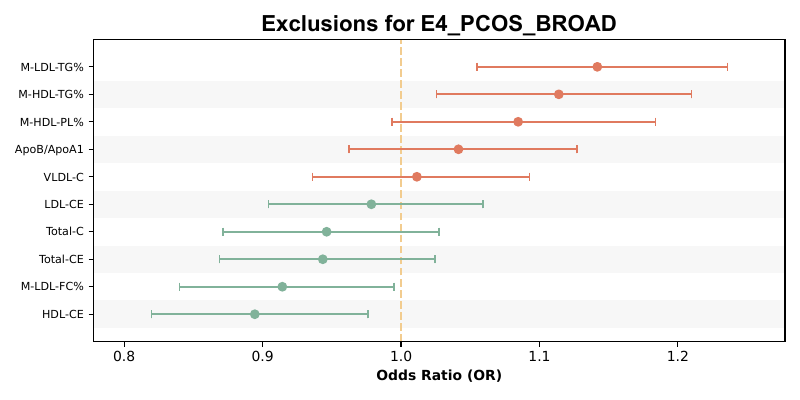 Exclusions for E4_PCOS_BROAD
M-LDL-TG%
M-HDL-TG%
M-HDL-PL%
ApoB/ApoA1
VLDL-C
LDL-CE
Total-C
Total-CE
M-LDL-FC%
HDL-CE
0.8 0.9 1.0 1.1 1.2
Odds Ratio (OR)